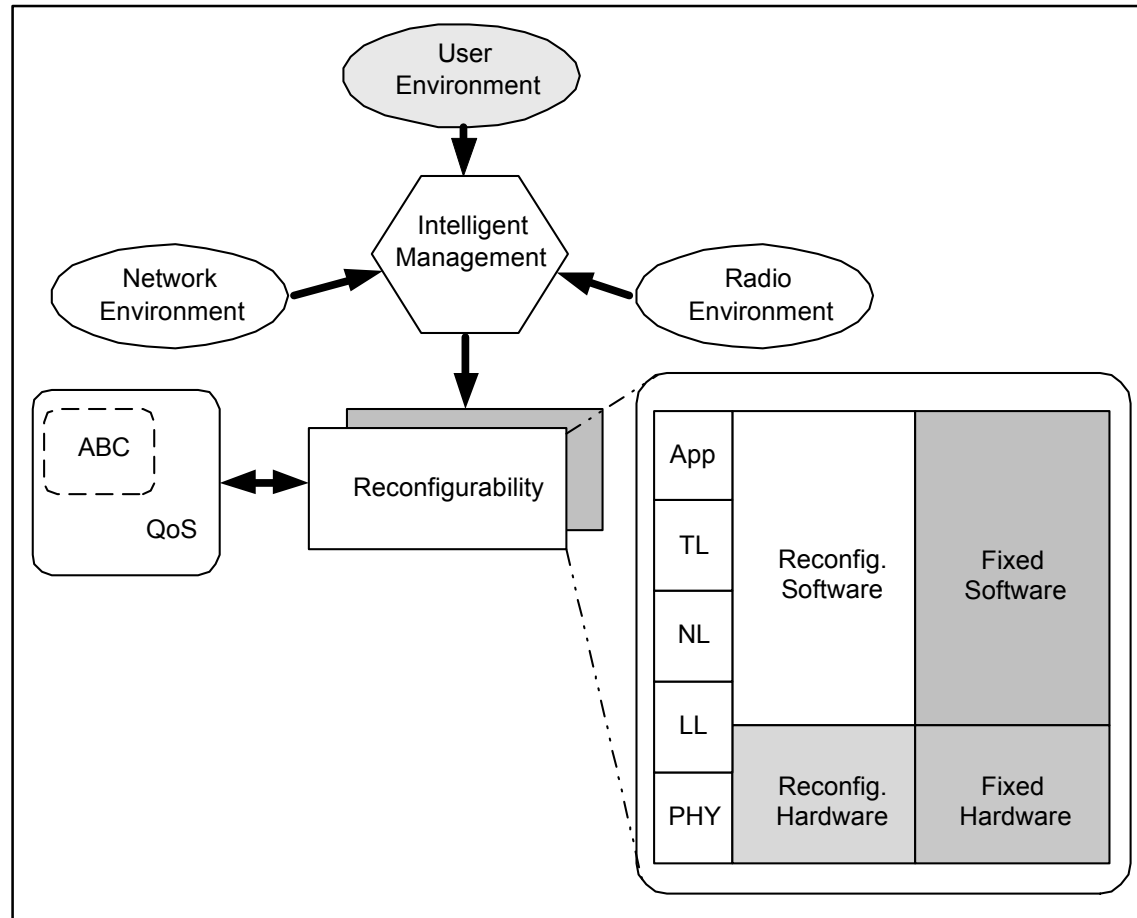 User
Environment
Intelligent
Management
Network
Environment
Radio
Environment
ABC
QoS
Reconfigurability
App
TL
NL
LL
PHY
Reconfig.
Software
Fixed
Software
Reconfig.
Hardware
Fixed
Hardware